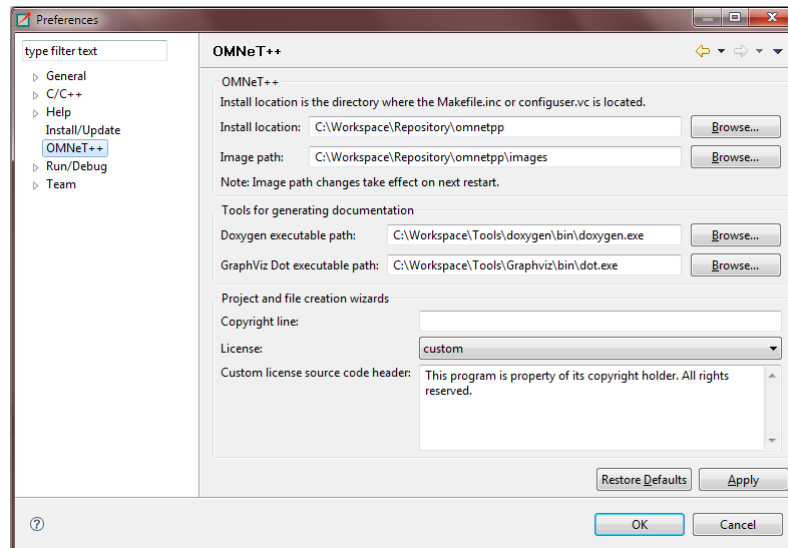 Preferences
type filter text
General
C/C++
Help
Install/Update
OMNeT++
Run/Debug
Team
OMNeT++
OMNeT++
Install location is the directory where the Makefile.inc or configuser.vc is located.
Install location: C:\Workspace\Repository\omnetpp Browse...
Image path: C:\Workspace\Repository\omnetpp\images Browse...
Note: Image path changes take effect on next restart.
Tools for generating documentation
Doxygen executable path: C:\Workspace\Tools\doxygen\bin\doxygen.exe Browse...
GraphViz Dot executable path: C:\Workspace\Tools\Graphviz\bin\dot.exe Browse...
Project and file creation wizards
Copyright line:
License: custom
Custom license source code header: This program is property of its copyright holder. All rights
reserved.
Restore Defaults Apply
? OK Cancel